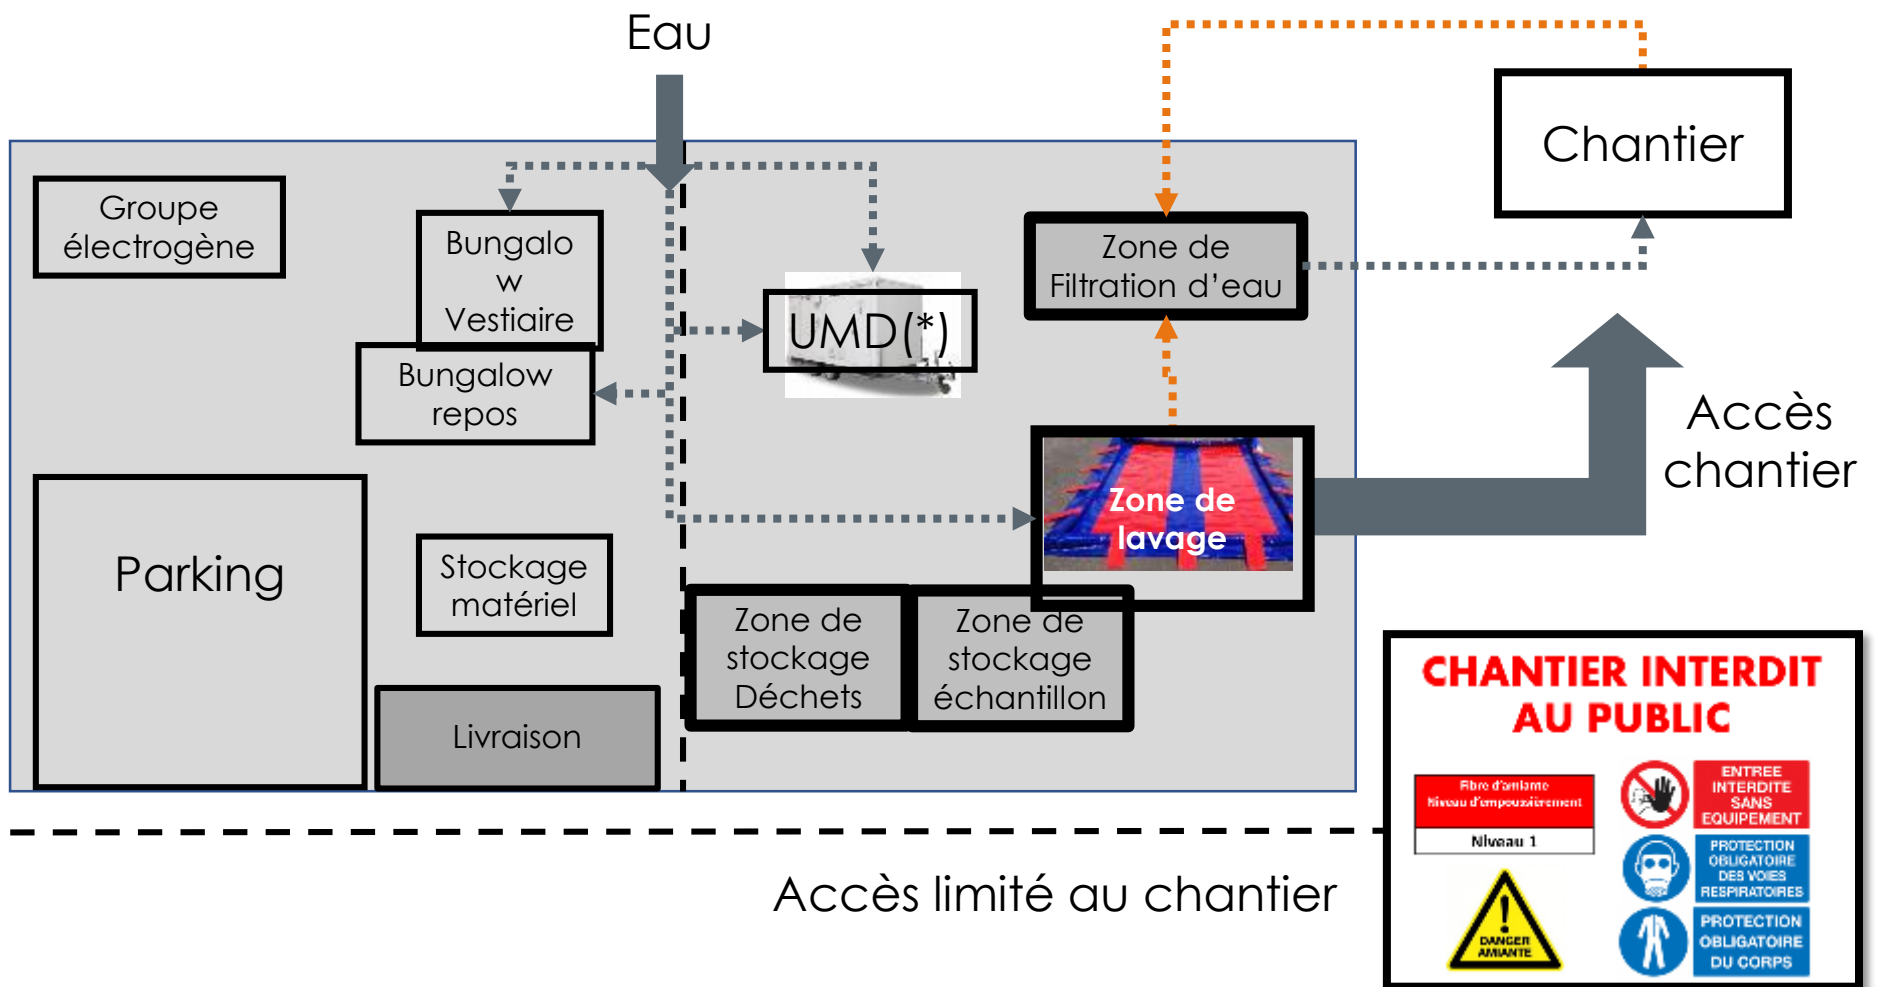 Eau
Chantier
Groupe
électrogène
Bungalo
w
Vestiaire
Zone de
Filtration d’eau
UMD(*)
Bungalow
repos
Accès
chantier
Zone de
lavage
Parking
Stockage
matériel
Zone de
stockage
Déchets
Zone de
stockage
échantillon
Livraison
CHANTIER INTERDIT
AU PUBLIC
Fibre d'amiante
Niveau d'empoussièrement
Niveau 1
ENTREE
INTERDITE
SANS
EQUIPEMENT
PROTECTION
OBLIGATOIRE
DES VOIES
RESPIRATOIRES
DANGER
AMIANTE
PROTECTION
OBLIGATOIRE
DU CORPS
Accès limité au chantier